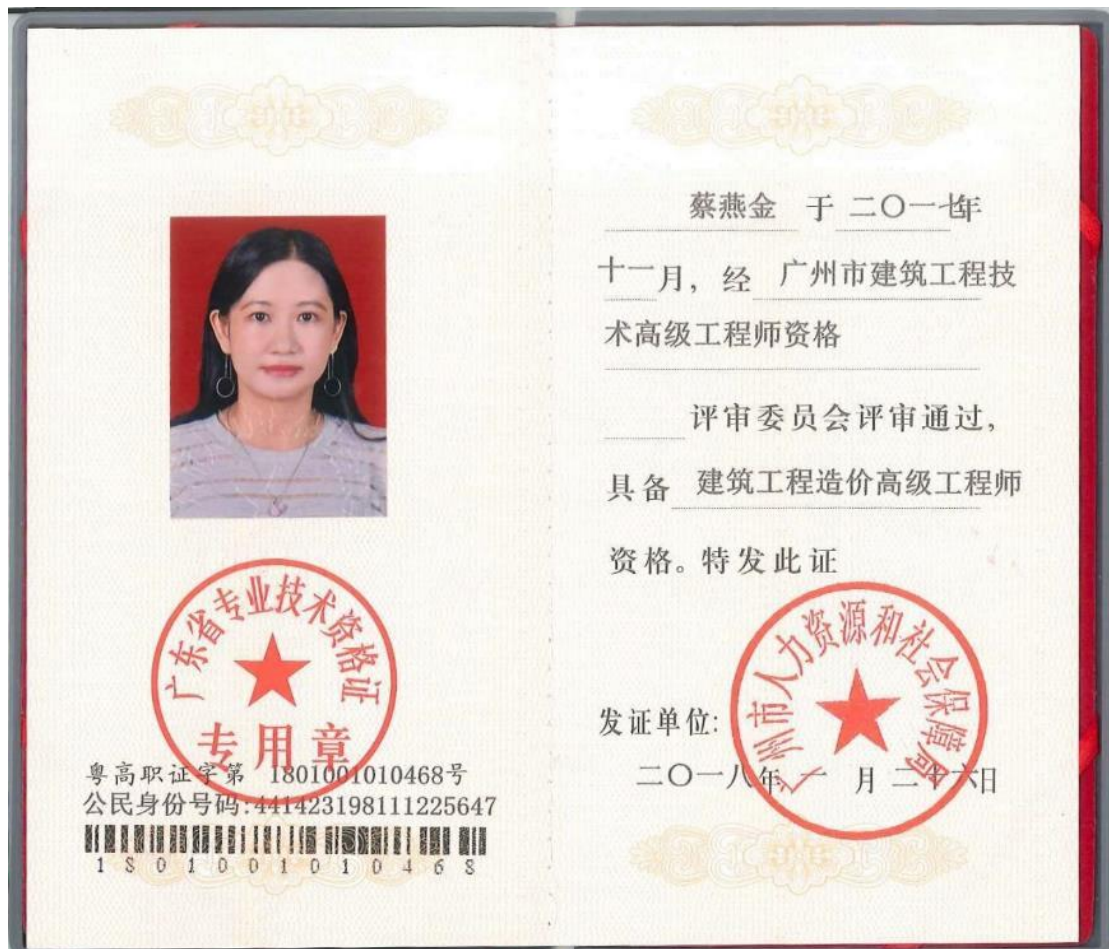 广东省专业技术资格证
专用章
粤高职证字第 1801001010468号
公民身份号码:441423198111225647
1801001010468
蔡燕金 于 二〇一七年
十一月, 经 广州市建筑工程技
术高级工程师资格
评审委员会评审通过,
具备 建筑工程造价高级工程师
资格。特发此证
广州市人力资源和社会保障局
发证单位:
二〇一八年 一 月 二十六日